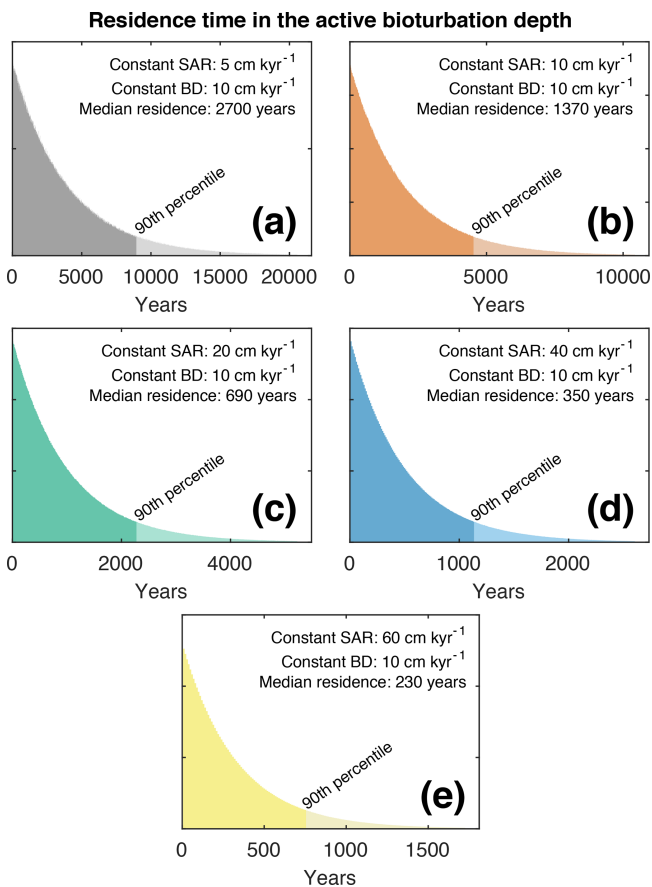 Residence time in the active bioturbation depth
Constant SAR: 5 cm kyr⁻¹
Constant BD: 10 cm kyr⁻¹
Median residence: 2700 years
90th percentile
(a)
0 5000 10000 15000 20000
Years
Constant SAR: 10 cm kyr⁻¹
Constant BD: 10 cm kyr⁻¹
Median residence: 1370 years
90th percentile
(b)
0 5000 10000
Years
Constant SAR: 20 cm kyr⁻¹
Constant BD: 10 cm kyr⁻¹
Median residence: 690 years
90th percentile
(c)
0 2000 4000
Years
Constant SAR: 40 cm kyr⁻¹
Constant BD: 10 cm kyr⁻¹
Median residence: 350 years
90th percentile
(d)
0 1000 2000
Years
Constant SAR: 60 cm kyr⁻¹
Constant BD: 10 cm kyr⁻¹
Median residence: 230 years
90th percentile
(e)
0 500 1000 1500
Years